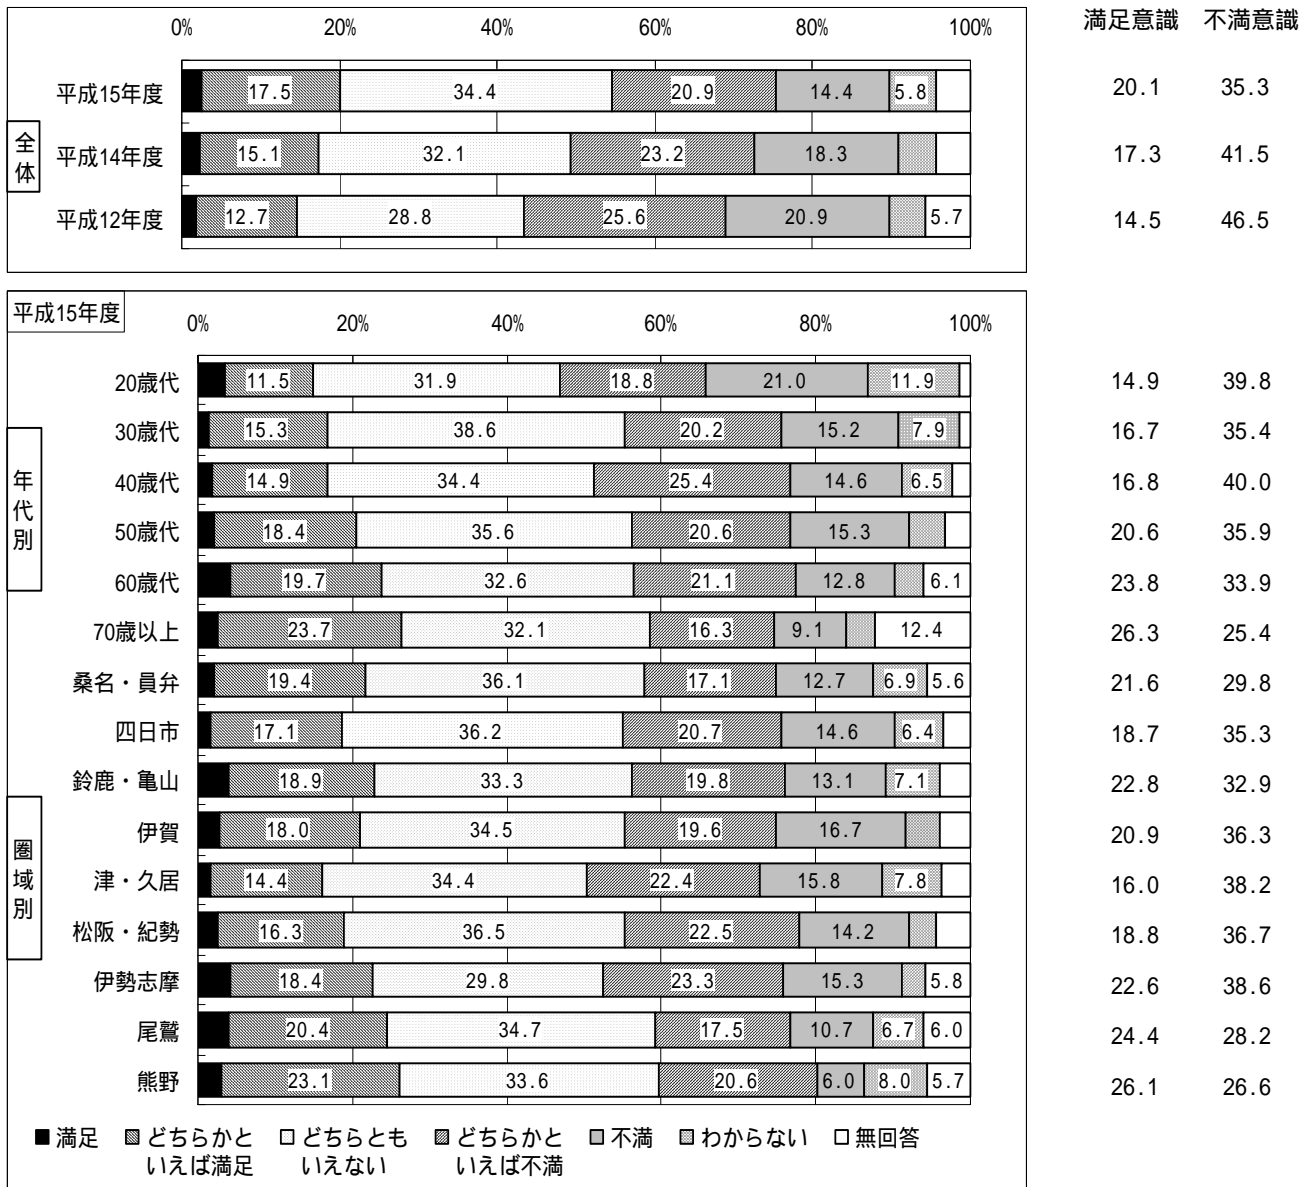 満足意識 不満意識
0% 20% 40% 60% 80% 100%
全体
平成15年度 17.5 34.4 20.9 14.4 5.8 20.1 35.3
平成14年度 15.1 32.1 23.2 18.3 17.3 41.5
平成12年度 12.7 28.8 25.6 20.9 5.7 14.5 46.5
平成15年度
0% 20% 40% 60% 80% 100%
年代別
20歳代 11.5 31.9 18.8 21.0 11.9 14.9 39.8
30歳代 15.3 38.6 20.2 15.2 7.9 16.7 35.4
40歳代 14.9 34.4 25.4 14.6 6.5 16.8 40.0
50歳代 18.4 35.6 20.6 15.3 20.6 35.9
60歳代 19.7 32.6 21.1 12.8 6.1 23.8 33.9
70歳以上 23.7 32.1 16.3 9.1 12.4 26.3 25.4
圏域別
桑名・員弁 19.4 36.1 17.1 12.7 6.9 5.6 21.6 29.8
四日市 17.1 36.2 20.7 14.6 6.4 18.7 35.3
鈴鹿・亀山 18.9 33.3 19.8 13.1 7.1 22.8 32.9
伊賀 18.0 34.5 19.6 16.7 20.9 36.3
津・久居 14.4 34.4 22.4 15.8 7.8 16.0 38.2
松阪・紀勢 16.3 36.5 22.5 14.2 18.8 36.7
伊勢志摩 18.4 29.8 23.3 15.3 5.8 22.6 38.6
尾鷲 20.4 34.7 17.5 10.7 6.7 6.0 24.4 28.2
熊野 23.1 33.6 20.6 6.0 8.0 5.7 26.1 26.6
満足 どちらかと どちらとも どちらかと 不満 わからない 無回答
いえば満足 いえない いえば不満